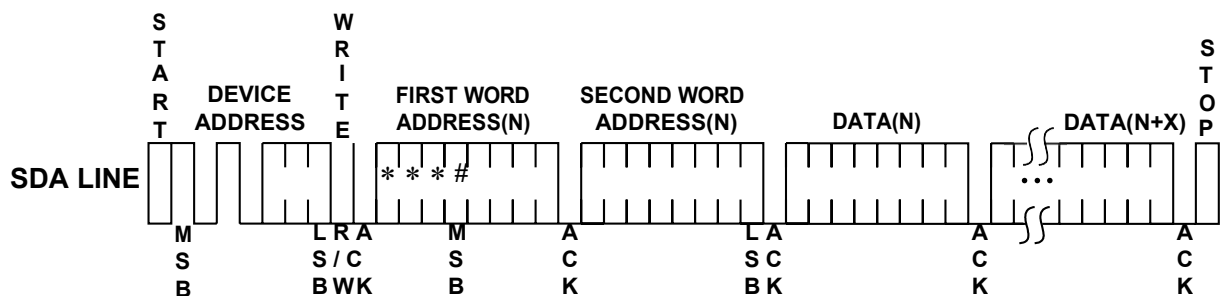 START
WRITE
STOP
DEVICE
ADDRESS
FIRST WORD
ADDRESS(N)
SECOND WORD
ADDRESS(N)
DATA(N)
DATA(N+X)
SDA LINE
* * * #
...
MSB
LSB
R/W
ACK
MSB
ACK
LSB
ACK
ACK
ACK